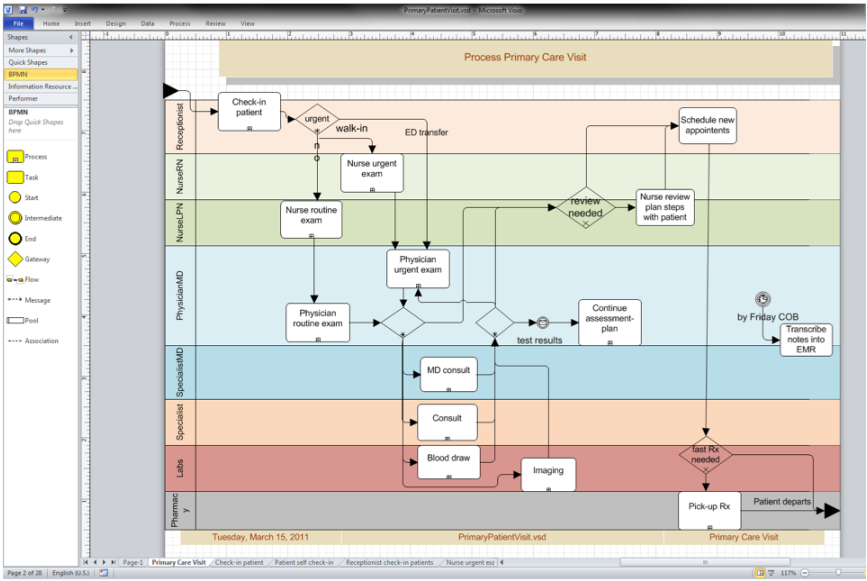 PrimaryPatientVisit.vsd - Microsoft Visio
File Home Insert Design Data Process Review View
Shapes
More Shapes
Quick Shapes
BPMN
Information Resource ...
Performer
BPMN
Drop Quick Shapes
here
Process
Task
Start
Intermediate
End
Gateway
Flow
Message
Pool
Association
Process Primary Care Visit
Receptionist
NurseRN
NurseLPN
PhysicianMD
SpecialistMD
Specialist
Labs
Pharmac
y
Check-in
patient
urgent
walk-in
n
o
ED transfer
Schedule new
appointents
Nurse urgent
exam
Nurse routine
exam
review
needed
Nurse review
plan steps
with patient
Physician
urgent exam
Physician
routine exam
test results
Continue
assessment-
plan
by Friday COB
Transcribe
notes into
EMR
MD consult
Consult
Blood draw
Imaging
fast Rx
needed
Pick-up Rx
Patient departs
Tuesday, March 15, 2011
PrimaryPatientVisit.vsd
Primary Care Visit
Page-1 Primary Care Visit Check-in patient Patient self check-in Receptionist check-in patients Nurse urgent exa
Page 2 of 28 English (U.S.) 117%